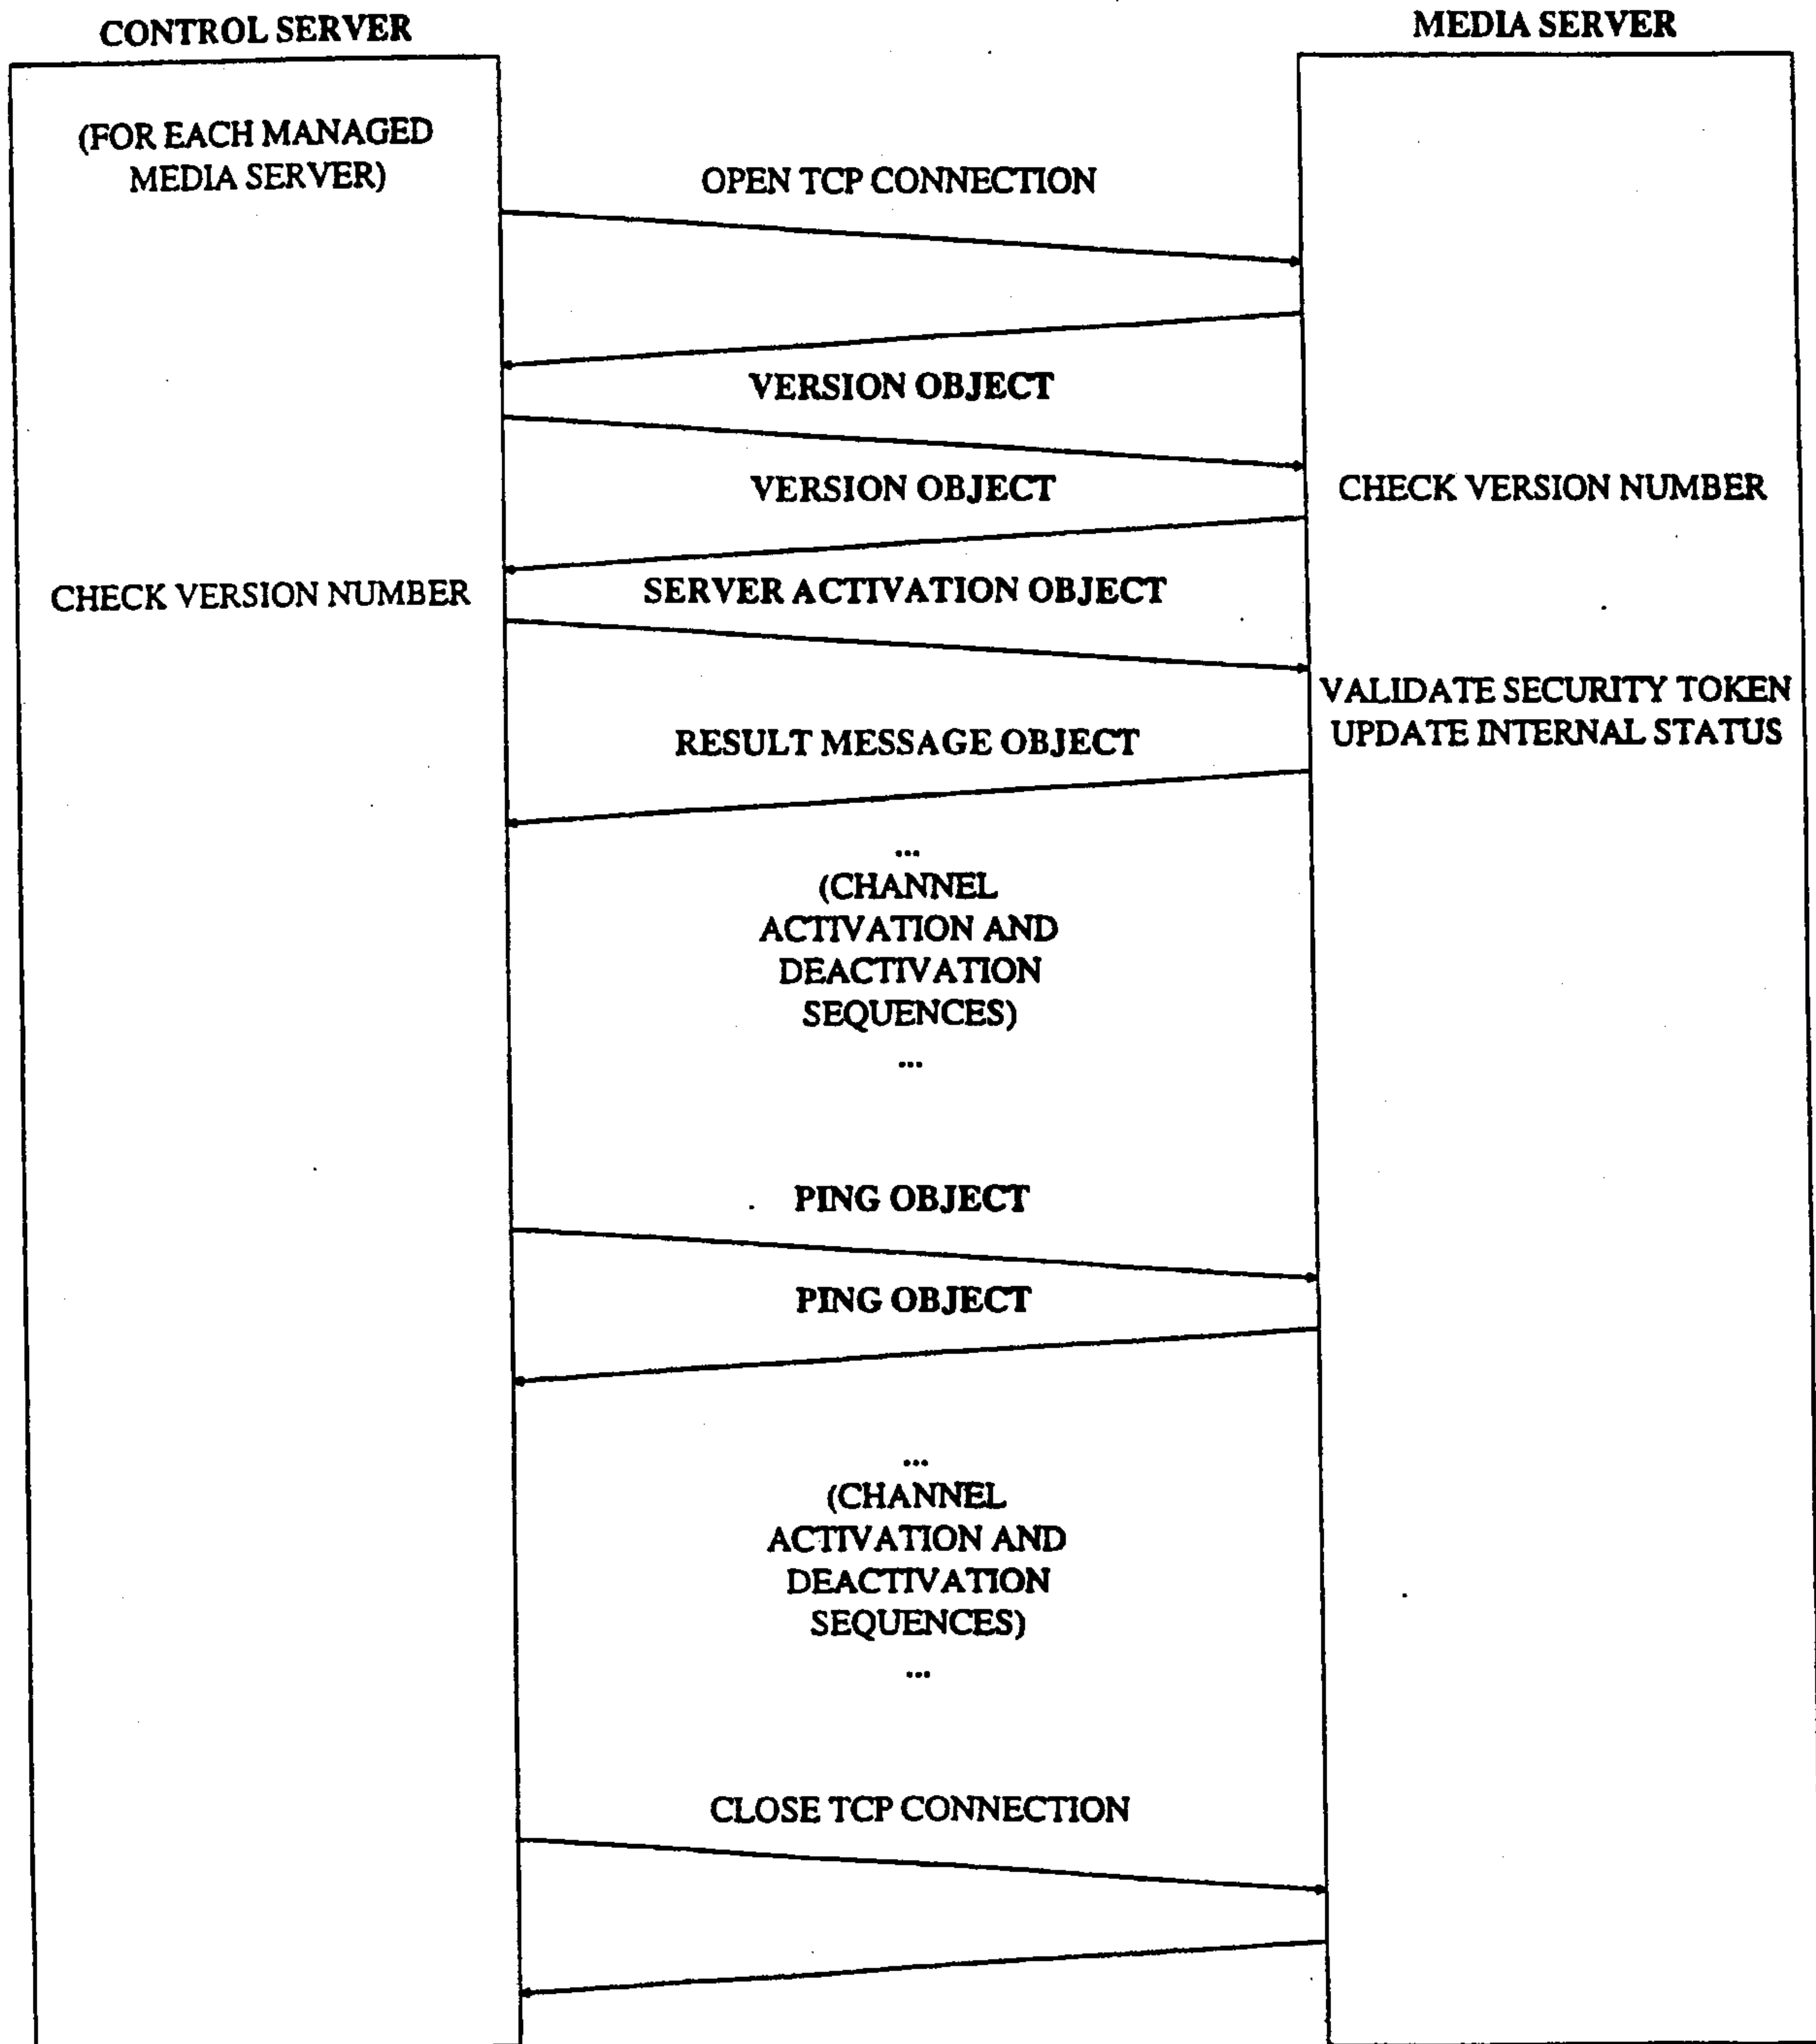 CONTROL SERVER
MEDIA SERVER
(FOR EACH MANAGED
MEDIA SERVER)
OPEN TCP CONNECTION
VERSION OBJECT
VERSION OBJECT
CHECK VERSION NUMBER
CHECK VERSION NUMBER
SERVER ACTIVATION OBJECT
VALIDATE SECURITY TOKEN
UPDATE INTERNAL STATUS
RESULT MESSAGE OBJECT
...
(CHANNEL
ACTIVATION AND
DEACTIVATION
SEQUENCES)
...
PING OBJECT
PING OBJECT
...
(CHANNEL
ACTIVATION AND
DEACTIVATION
SEQUENCES)
...
CLOSE TCP CONNECTION